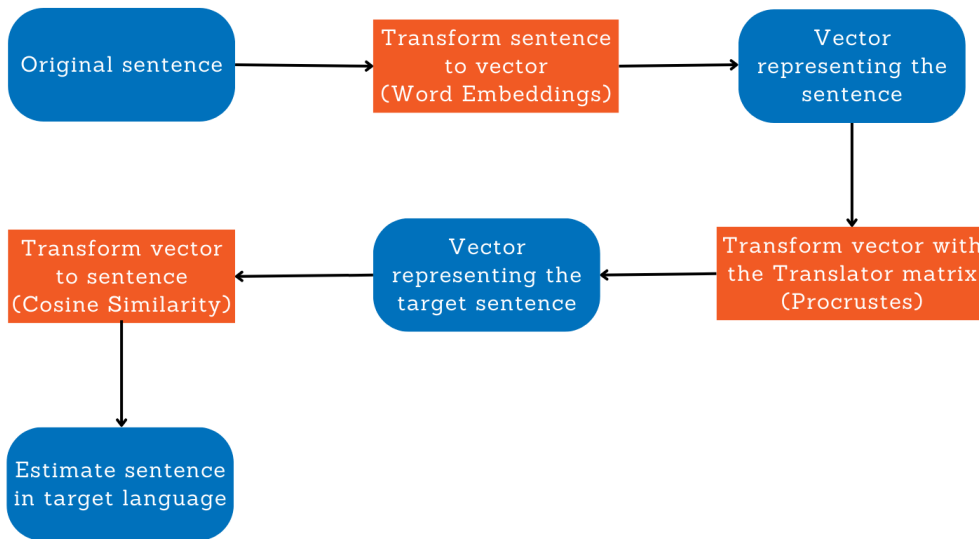 Original sentence
Transform sentence
to vector
(Word Embeddings)
Vector
representing the
sentence
Transform vector with
the Translator matrix
(Procrustes)
Vector
representing the
target sentence
Transform vector
to sentence
(Cosine Similarity)
Estimate sentence
in target language